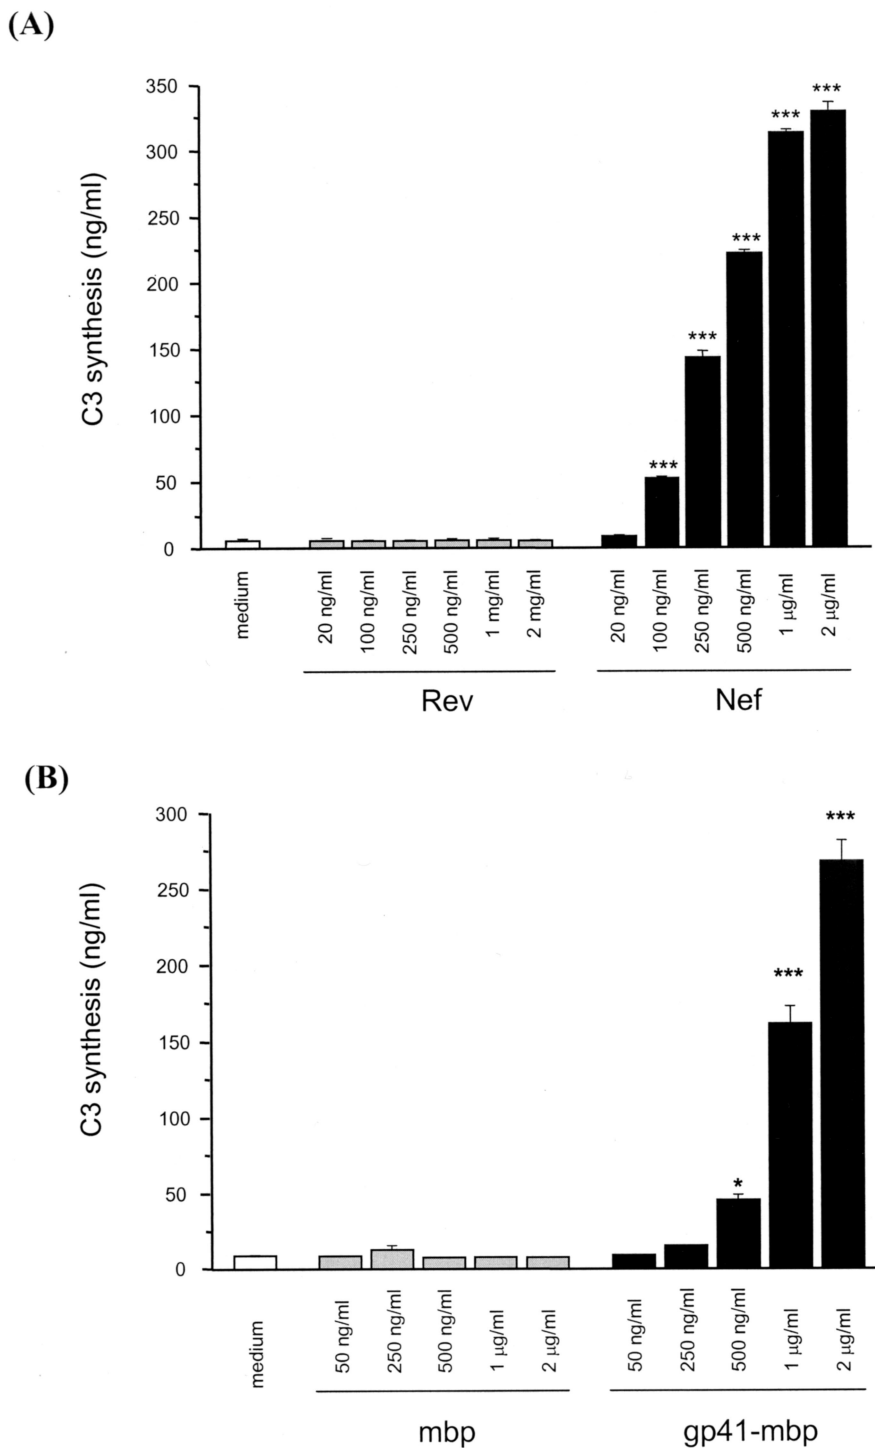 (A)
350
300
250
200
150
100
50
0
C3 synthesis (ng/ml)
***
***
***
***
***
medium
20 ng/ml
100 ng/ml
250 ng/ml
500 ng/ml
1 mg/ml
2 mg/ml
20 ng/ml
100 ng/ml
250 ng/ml
500 ng/ml
1 μg/ml
2 μg/ml
Rev
Nef
(B)
300
250
200
150
100
50
0
C3 synthesis (ng/ml)
***
***
*
medium
50 ng/ml
250 ng/ml
500 ng/ml
1 μg/ml
2 μg/ml
50 ng/ml
250 ng/ml
500 ng/ml
1 μg/ml
2 μg/ml
mbp
gp41-mbp